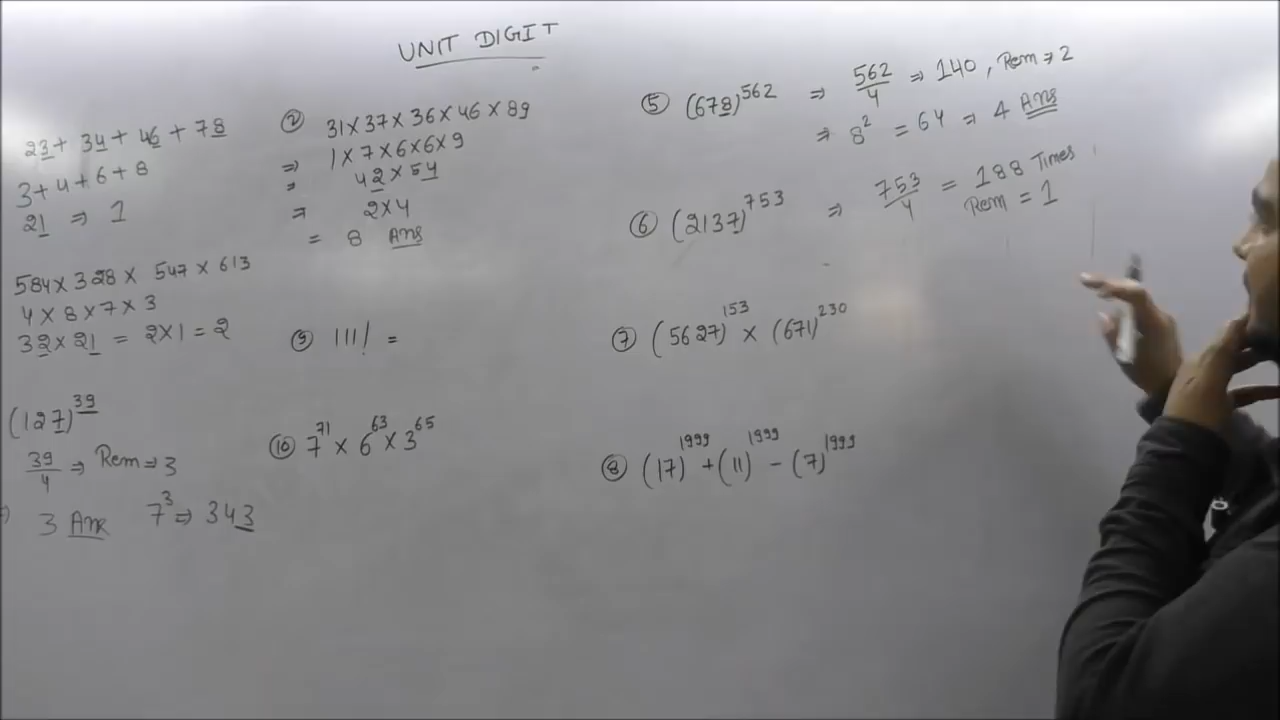 UNIT DIGIT
23 + 34 + 46 + 78
3 + 4 + 6 + 8
21 ⇒ 1
584 × 328 × 547 × 613
4 × 8 × 7 × 3
32 × 21 = 2 × 1 = 2
(127)^39
39/4 ⇒ Rem ⇒ 3
⇒ 3 Ans 7^3 ⇒ 343
② 31 × 37 × 36 × 46 × 89
⇒ 1 × 7 × 6 × 6 × 9
= 42 × 54
⇒ 2 × 4
= 8 Ans
⑨ 111! =
⑩ 7^71 × 6^63 × 3^65
⑤ (678)^562 ⇒ 562/4 ⇒ 140, Rem ⇒ 2
⇒ 8^2 = 64 ⇒ 4 Ans
⑥ (2137)^753 ⇒ 753/4 = 188 Times
Rem = 1
⑦ (5627)^153 × (671)^230
⑧ (17)^1999 + (11)^1999 - (7)^1999